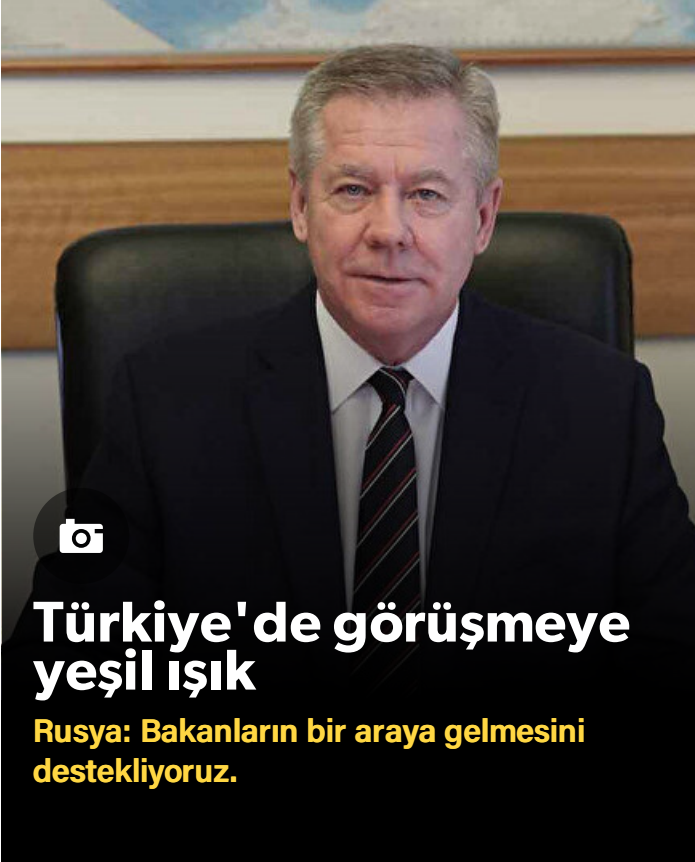 Türkiye'de görüşmeye
yeşil ışık
Rusya: Bakanların bir araya gelmesini
destekliyoruz.